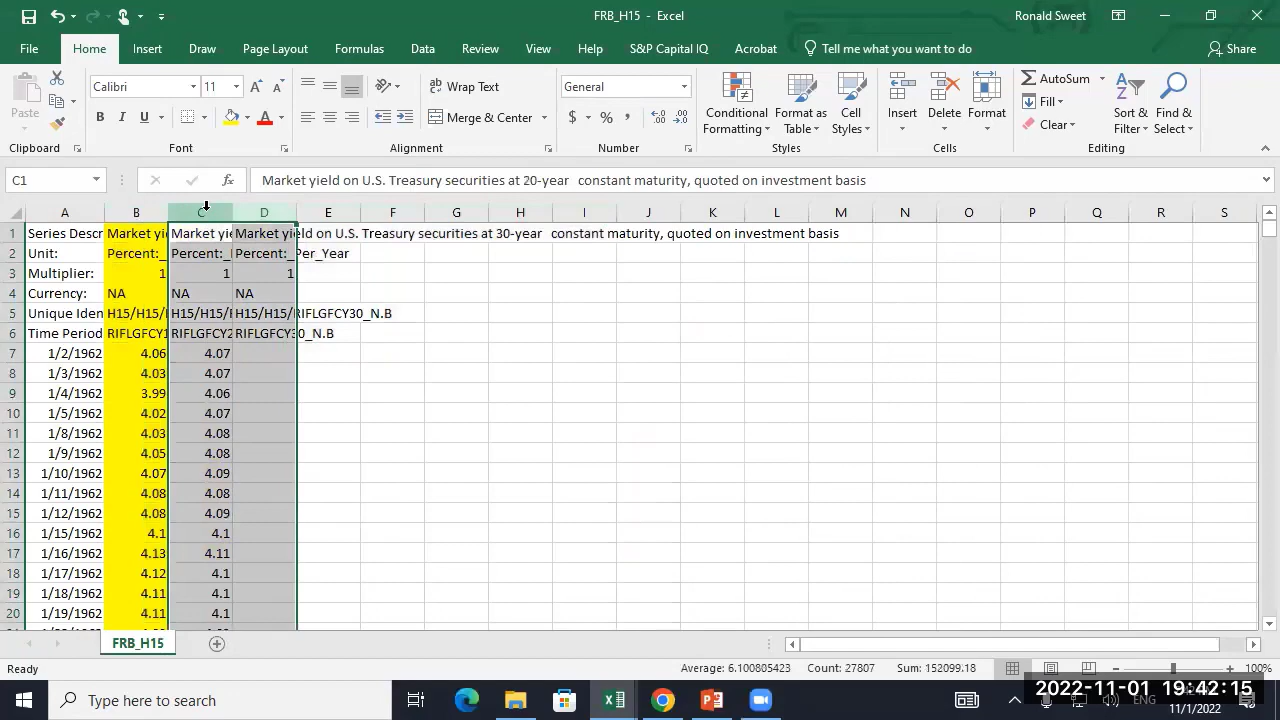 FRB_H15 - Excel
Ronald Sweet
File Home Insert Draw Page Layout Formulas Data Review View Help S&P Capital IQ Acrobat Tell me what you want to do Share
Paste
Clipboard
Calibri 11
B I U
Font
Wrap Text
Merge & Center
Alignment
General
$ % ,
Number
Conditional Formatting
Format as Table
Cell Styles
Styles
Insert Delete Format
Cells
AutoSum
Fill
Clear
Sort & Filter
Find & Select
Editing
C1 fx Market yield on U.S. Treasury securities at 20-year constant maturity, quoted on investment basis
A B C D E F G H I J K L M N O P Q R S
1 Series Descr Market yie Market yie Market yield on U.S. Treasury securities at 30-year constant maturity, quoted on investment basis
2 Unit: Percent:_ Percent:_ Percent:_Per_Year
3 Multiplier: 1 1 1
4 Currency: NA NA NA
5 Unique Iden H15/H15/ H15/H15/ H15/H15/RIFLGFCY30_N.B
6 Time Period RIFLGFCY1 RIFLGFCY2 RIFLGFCY30_N.B
7 1/2/1962 4.06 4.07
8 1/3/1962 4.03 4.07
9 1/4/1962 3.99 4.06
10 1/5/1962 4.02 4.07
11 1/8/1962 4.03 4.08
12 1/9/1962 4.05 4.08
13 1/10/1962 4.07 4.09
14 1/11/1962 4.08 4.08
15 1/12/1962 4.08 4.09
16 1/15/1962 4.1 4.1
17 1/16/1962 4.13 4.11
18 1/17/1962 4.12 4.1
19 1/18/1962 4.11 4.1
20 1/19/1962 4.11 4.1
FRB_H15
Ready Average: 6.100805423 Count: 27807 Sum: 152099.18 100%
Type here to search
2022-11-01 19:42:15
ENG
11/1/2022